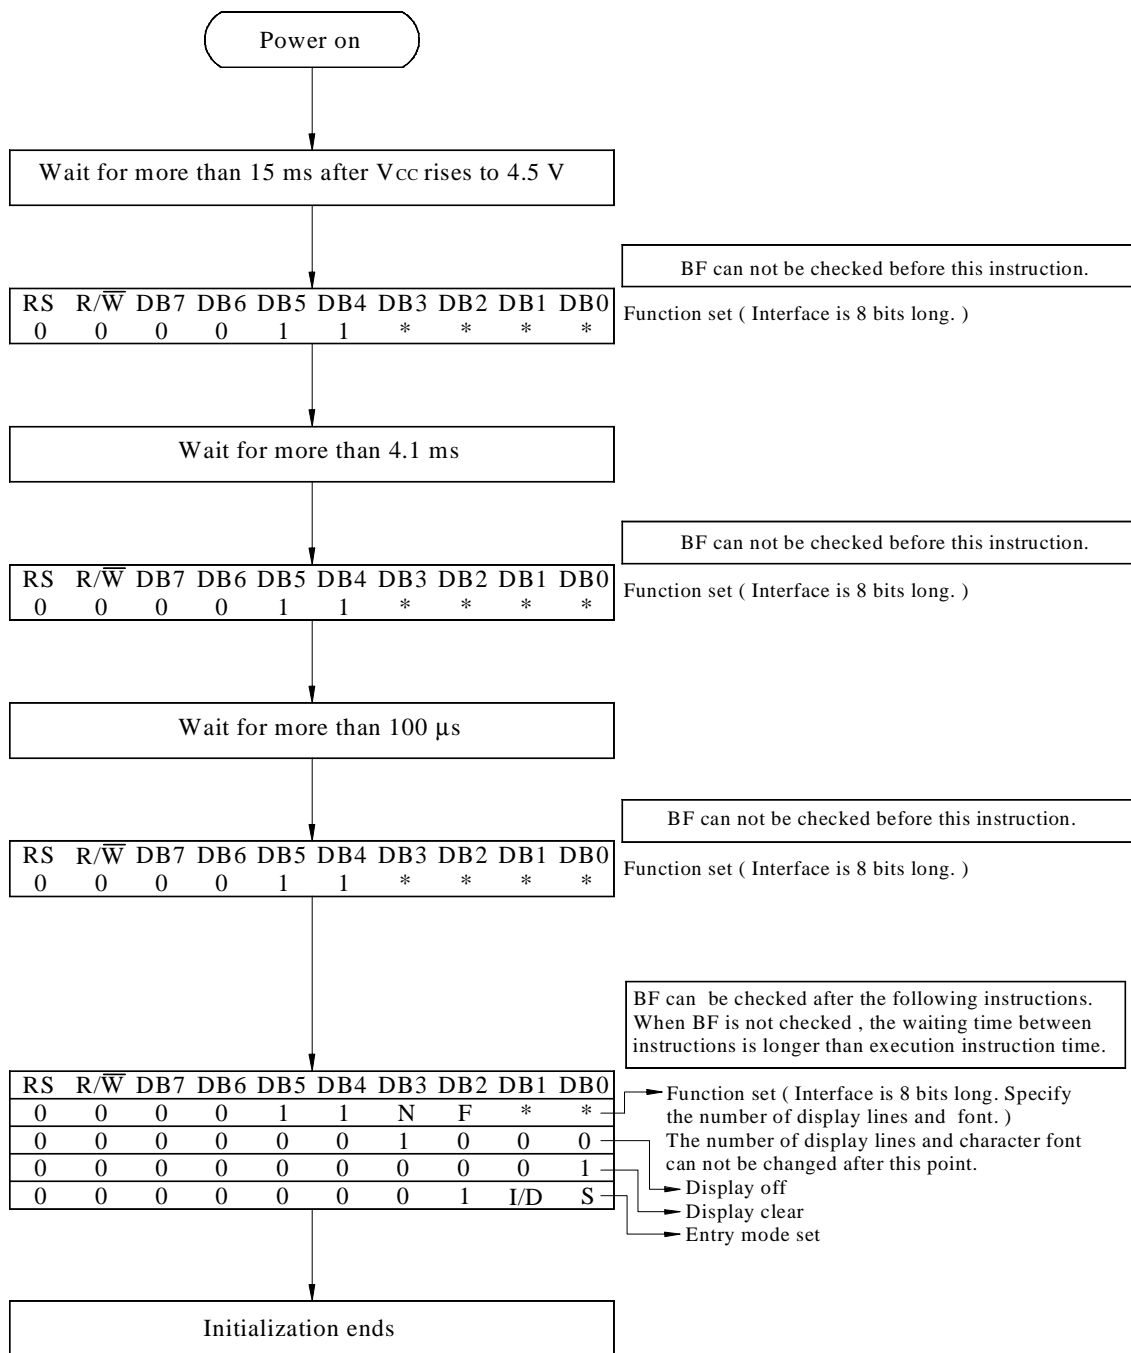 Power on
Wait for more than 15 ms after VCC rises to 4.5 V
BF can not be checked before this instruction.
RS R/W̅ DB7 DB6 DB5 DB4 DB3 DB2 DB1 DB0
0 0 0 0 1 1 * * * *
Function set ( Interface is 8 bits long. )
Wait for more than 4.1 ms
BF can not be checked before this instruction.
RS R/W̅ DB7 DB6 DB5 DB4 DB3 DB2 DB1 DB0
0 0 0 0 1 1 * * * *
Function set ( Interface is 8 bits long. )
Wait for more than 100 µs
BF can not be checked before this instruction.
RS R/W̅ DB7 DB6 DB5 DB4 DB3 DB2 DB1 DB0
0 0 0 0 1 1 * * * *
Function set ( Interface is 8 bits long. )
BF can be checked after the following instructions.
When BF is not checked , the waiting time between
instructions is longer than execution instruction time.
RS R/W̅ DB7 DB6 DB5 DB4 DB3 DB2 DB1 DB0
0 0 0 0 1 1 N F * *
0 0 0 0 0 0 1 0 0 0
0 0 0 0 0 0 0 0 0 1
0 0 0 0 0 0 0 1 I/D S
Function set ( Interface is 8 bits long. Specify
the number of display lines and font. )
The number of display lines and character font
can not be changed after this point.
Display off
Display clear
Entry mode set
Initialization ends